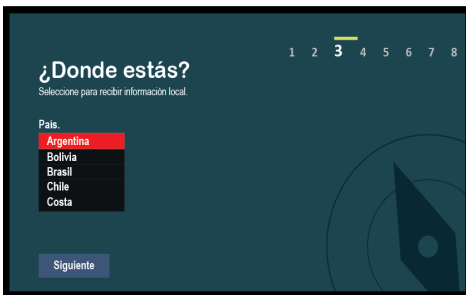 1 2 3 4 5 6 7 8
¿Donde estás?
Seleccione para recibir información local.
País.
Argentina
Bolivia
Brasil
Chile
Costa
Siguiente